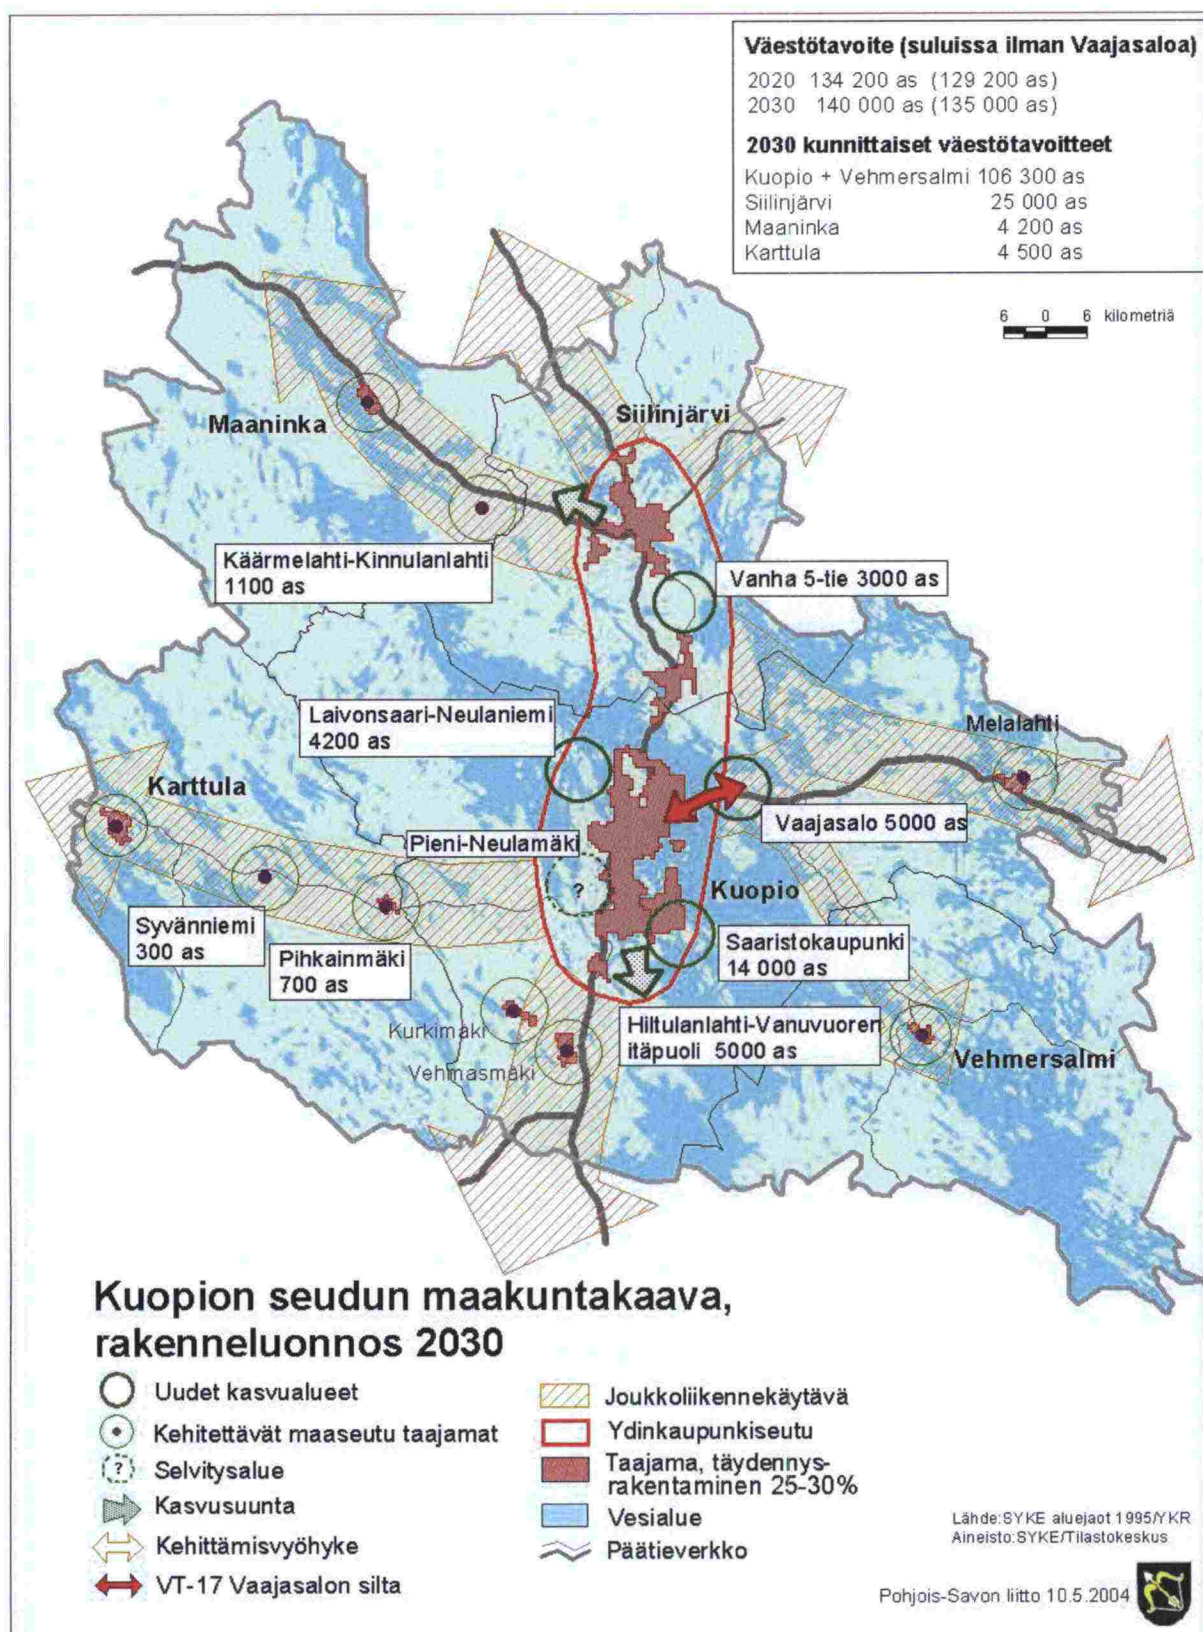 Väestötavoite (suluissa ilman Vaajasaloa)
2020 134 200 as (129 200 as)
2030 140 000 as (135 000 as)
2030 kunnittaiset väestötavoitteet
Kuopio + Vehmersalmi 106 300 as
Siilinjärvi 25 000 as
Maaninka 4 200 as
Karttula 4 500 as
6 0 6 kilometriä
Siilinjärvi
Maaninka
Käärmelahti-Kinnulanlahti
1100 as
Vanha 5-tie 3000 as
Laivonsaari-Neulaniemi
4200 as
Melalahti
Karttula
Vaajasalo 5000 as
Pieni-Neulamäki
?
Kuopio
Syvänniemi
300 as
Pihkainmäki
700 as
Saaristokaupunki
14 000 as
Kurkimäki
Hiltulanlahti-Vanuvuoren
itäpuoli 5000 as
Vehmersalmi
Vehmasmäki
Kuopion seudun maakuntakaava,
rakenneluonnos 2030
Uudet kasvualueet
Kehitettävät maaseutu taajamat
?
Selvitysalue
Kasvusuunta
Kehittämisvyöhyke
VT-17 Vaajasalon silta
Joukkoliikennekäytävä
Ydinkaupunkiseutu
Taajama, täydennys-
rakentaminen 25-30%
Vesialue
Päätieverkko
Lähde:SYKE aluejaot 1995/YKR
Aineisto:SYKE/Tilastokeskus
Pohjois-Savon liitto 10.5.2004